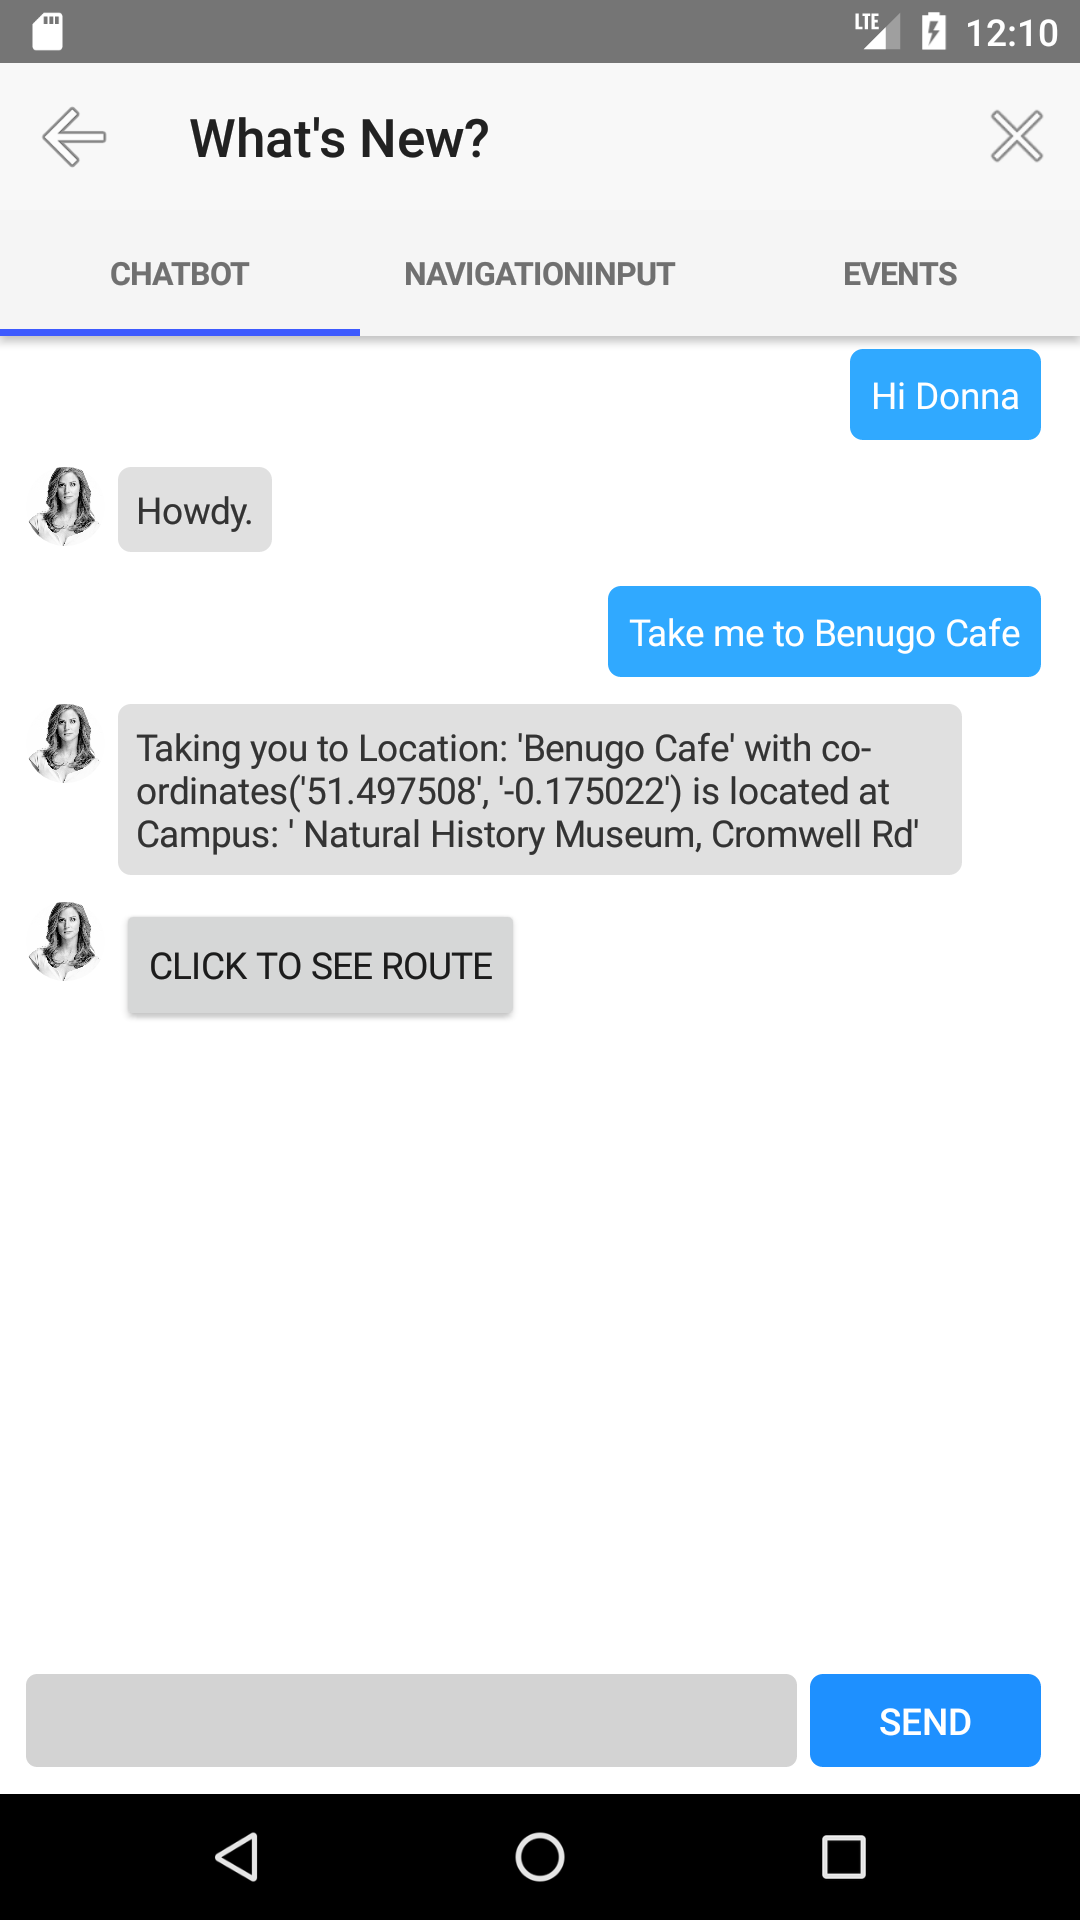 LTE 12:10
What's New?
CHATBOT NAVIGATIONINPUT EVENTS
Hi Donna
Howdy.
Take me to Benugo Cafe
Taking you to Location: 'Benugo Cafe' with co-
ordinates('51.497508', '-0.175022') is located at
Campus: ' Natural History Museum, Cromwell Rd'
CLICK TO SEE ROUTE
SEND